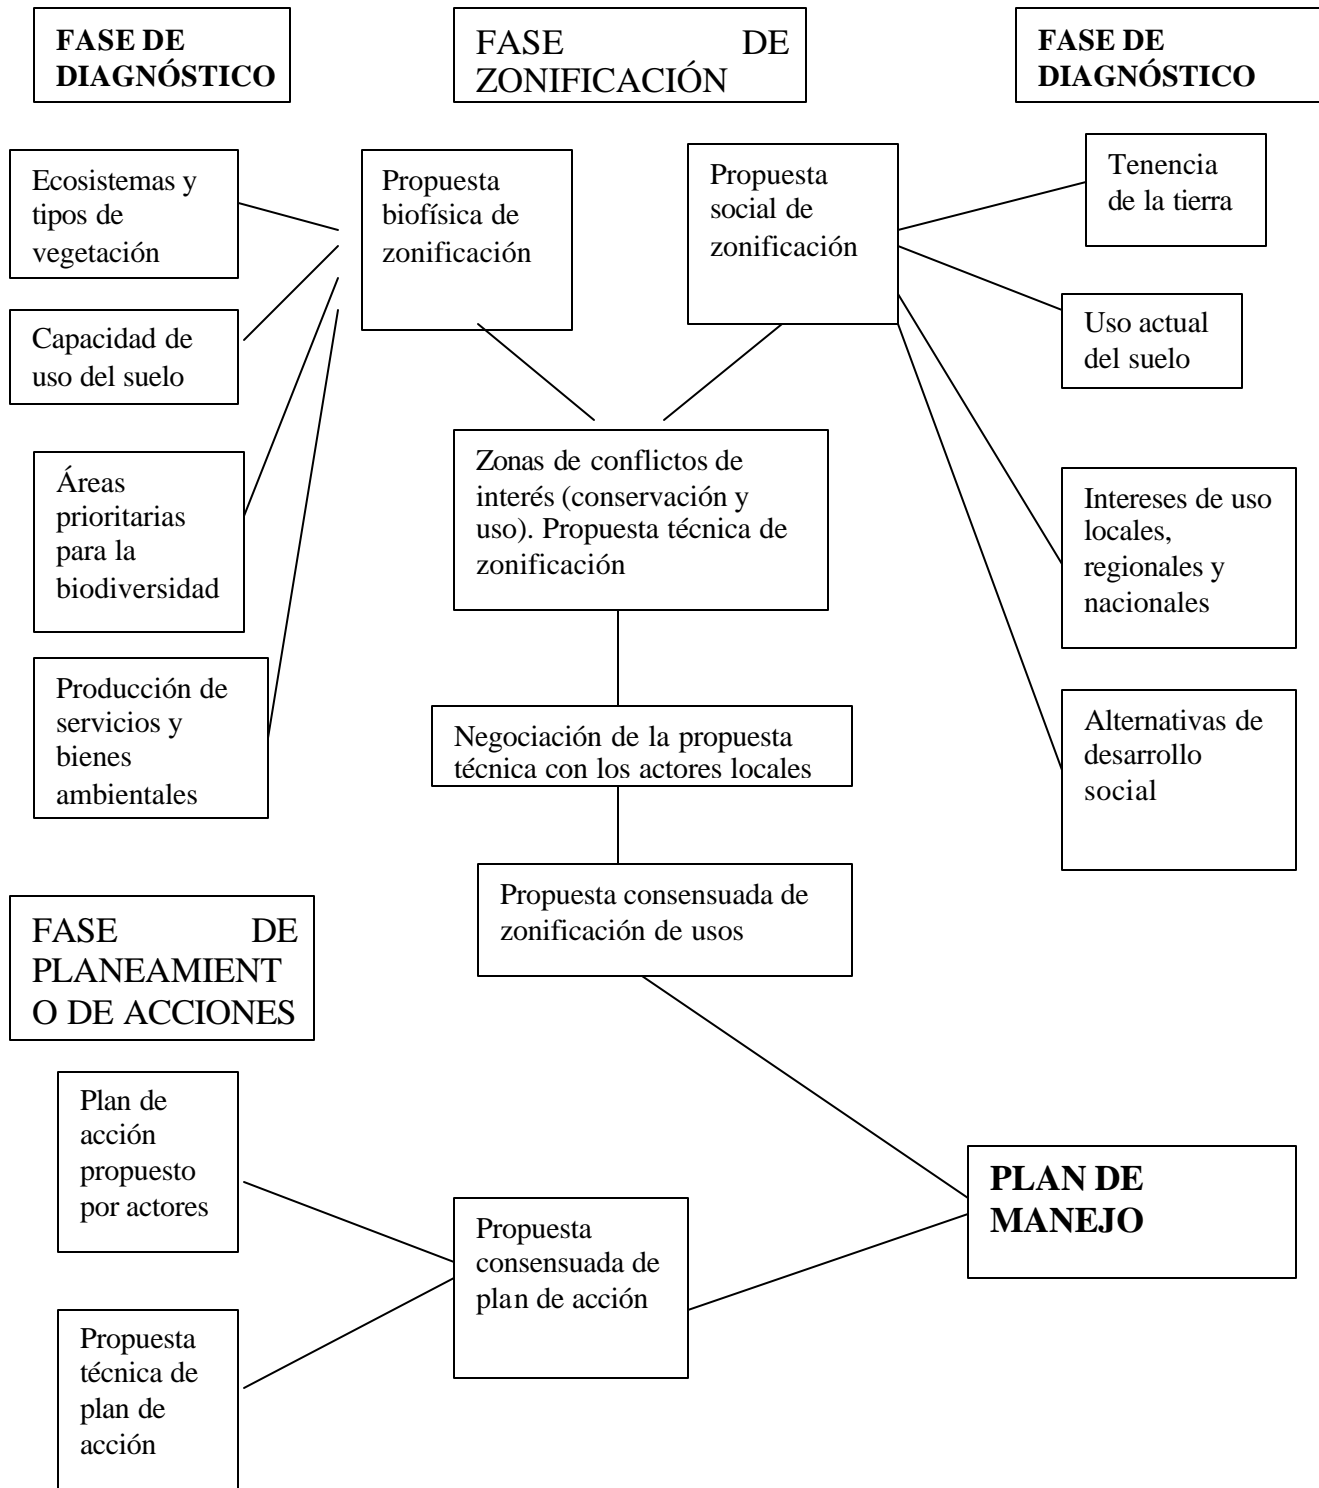 FASE DE
DIAGNÓSTICO
FASE DE
ZONIFICACIÓN
FASE DE
DIAGNÓSTICO
Ecosistemas y
tipos de
vegetación
Propuesta
biofísica de
zonificación
Propuesta
social de
zonificación
Tenencia
de la tierra
Capacidad de
uso del suelo
Uso actual
del suelo
Áreas
prioritarias
para la
biodiversidad
Zonas de conflictos de
interés (conservación y
uso). Propuesta técnica de
zonificación
Intereses de uso
locales,
regionales y
nacionales
Producción de
servicios y
bienes
ambientales
Negociación de la propuesta
técnica con los actores locales
Alternativas de
desarrollo
social
Propuesta consensuada de
zonificación de usos
FASE DE
PLANEAMIENT
O DE ACCIONES
Plan de
acción
propuesto
por actores
Propuesta
consensuada de
plan de acción
PLAN DE
MANEJO
Propuesta
técnica de
plan de
acción